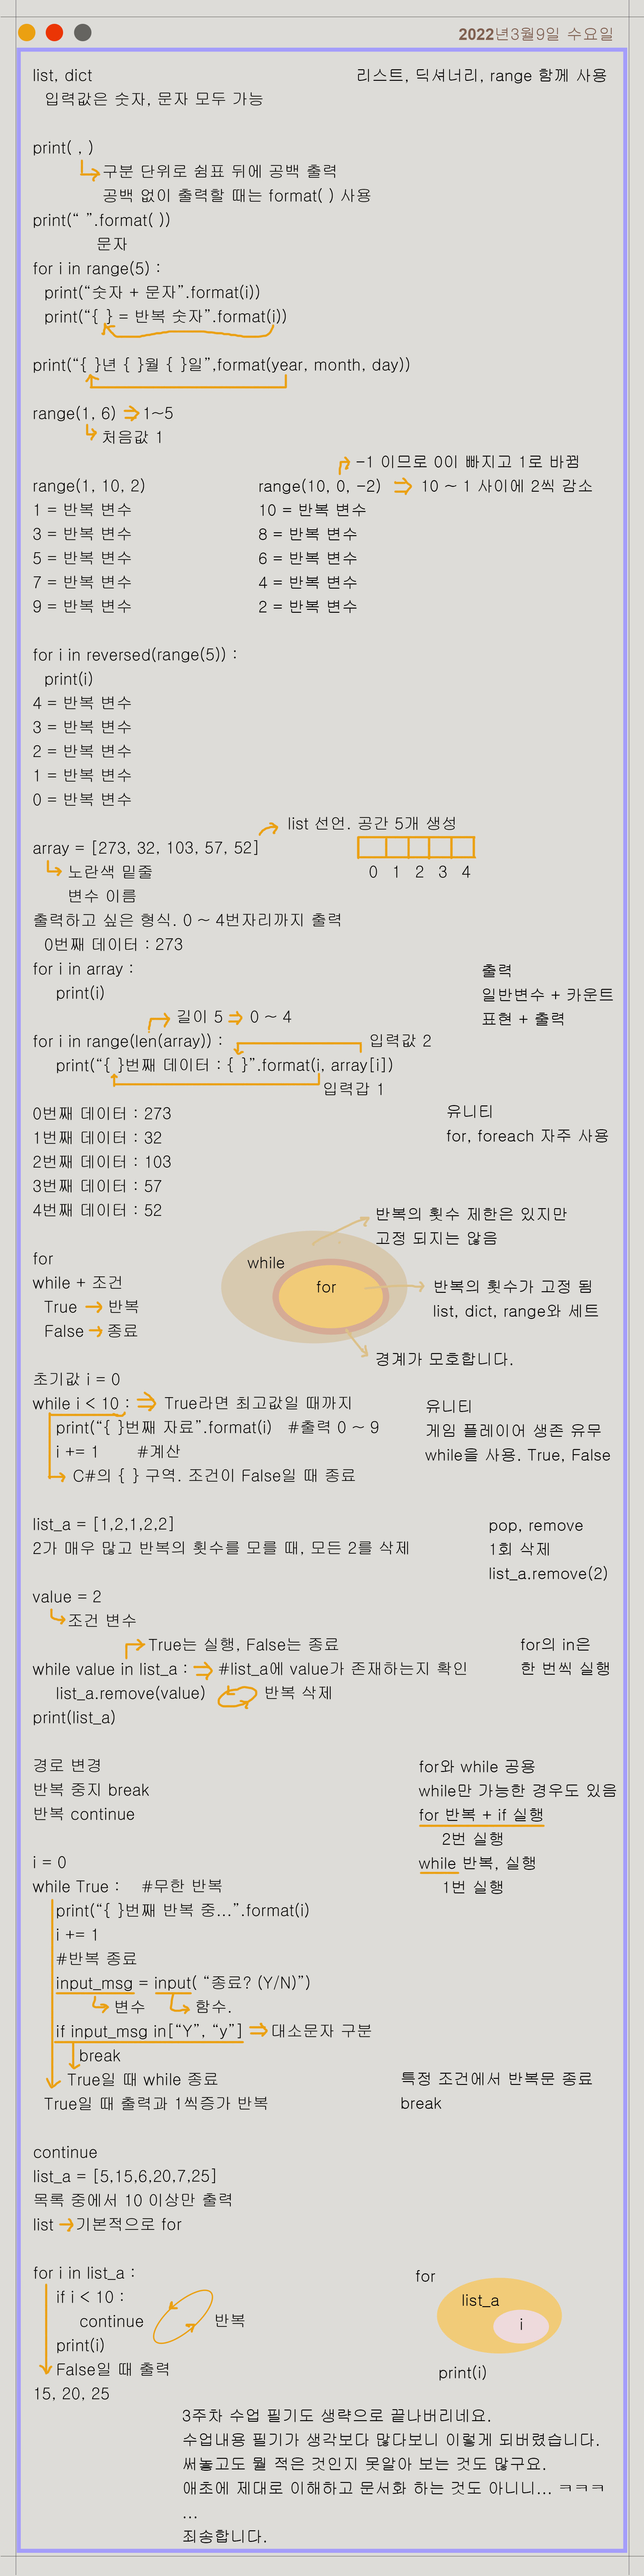 2022년3월9일 수요일
list, dict
리스트, 딕셔너리, range 함께 사용
입력값은 숫자, 문자 모두 가능
print( , )
구분 단위로 쉼표 뒤에 공백 출력
공백 없이 출력할 때는 format( ) 사용
print(“ ”.format( ))
문자
for i in range(5) :
print(“숫자 + 문자”.format(i))
print(“{ } = 반복 숫자”.format(i))
print(“{ }년 { }월 { }일”,format(year, month, day))
range(1, 6) ⇒ 1~5
처음값 1
-1 이므로 0이 빠지고 1로 바뀜
range(1, 10, 2)
1 = 반복 변수
3 = 반복 변수
5 = 반복 변수
7 = 반복 변수
9 = 반복 변수
range(10, 0, -2) ⇒ 10 ~ 1 사이에 2씩 감소
10 = 반복 변수
8 = 반복 변수
6 = 반복 변수
4 = 반복 변수
2 = 반복 변수
for i in reversed(range(5)) :
print(i)
4 = 반복 변수
3 = 반복 변수
2 = 반복 변수
1 = 반복 변수
0 = 반복 변수
list 선언. 공간 5개 생성
array = [273, 32, 103, 57, 52]
0 1 2 3 4
노란색 밑줄
변수 이름
출력하고 싶은 형식. 0 ~ 4번자리까지 출력
0번째 데이터 : 273
for i in array :
print(i)
출력
일반변수 + 카운트
표현 + 출력
길이 5 ⇒ 0 ~ 4
for i in range(len(array)) :
입력값 2
print(“{ }번째 데이터 : { }”.format(i, array[i])
입력갑 1
0번째 데이터 : 273
1번째 데이터 : 32
2번째 데이터 : 103
3번째 데이터 : 57
4번째 데이터 : 52
유니티
for, foreach 자주 사용
반복의 횟수 제한은 있지만
고정 되지는 않음
while
for
반복의 횟수가 고정 됨
list, dict, range와 세트
경계가 모호합니다.
for
while + 조건
True → 반복
False → 종료
초기값 i = 0
while i < 10 : ⇒ True라면 최고값일 때까지
print(“{ }번째 자료”.format(i) #출력 0 ~ 9
i += 1 #계산
C#의 { } 구역. 조건이 False일 때 종료
유니티
게임 플레이어 생존 유무
while을 사용. True, False
list_a = [1,2,1,2,2]
2가 매우 많고 반복의 횟수를 모를 때, 모든 2를 삭제
pop, remove
1회 삭제
list_a.remove(2)
value = 2
조건 변수
True는 실행, False는 종료
while value in list_a : ⇒ #list_a에 value가 존재하는지 확인
list_a.remove(value)
반복 삭제
print(list_a)
for의 in은
한 번씩 실행
경로 변경
반복 중지 break
반복 continue
for와 while 공용
while만 가능한 경우도 있음
for 반복 + if 실행
2번 실행
while 반복, 실행
1번 실행
i = 0
while True : #무한 반복
print(“{ }번째 반복 중...”.format(i)
i += 1
#반복 종료
input_msg = input( “종료? (Y/N)”)
변수
함수.
if input_msg in[“Y”, “y”] ⇒ 대소문자 구분
break
True일 때 while 종료
True일 때 출력과 1씩증가 반복
특정 조건에서 반복문 종료
break
continue
list_a = [5,15,6,20,7,25]
목록 중에서 10 이상만 출력
list → 기본적으로 for
for i in list_a :
if i < 10 :
continue
반복
print(i)
False일 때 출력
15, 20, 25
for
list_a
i
print(i)
3주차 수업 필기도 생략으로 끝나버리네요.
수업내용 필기가 생각보다 많다보니 이렇게 되버렸습니다.
써놓고도 뭘 적은 것인지 못알아 보는 것도 많구요.
애초에 제대로 이해하고 문서화 하는 것도 아니니... ㅋㅋㅋ
...
죄송합니다.